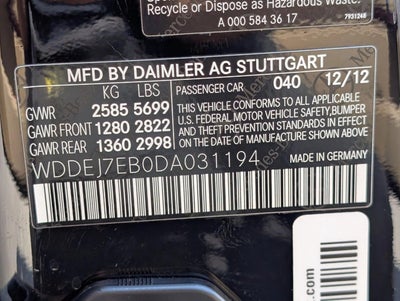 Recycle or Dispose as Hazardous Waste.
A 000 584 36 17
7931248
MFD BY DAIMLER AG STUTTGART
KG LBS
GVWR 2585 5699
GAWR FRONT 1280 2822
GAWR REAR 1360 2998
PASSENGER CAR 040 12/12
THIS VEHICLE CONFORMS TO ALL APPLICABLE
U.S. FEDERAL MOTOR VEHICLE SAFETY,BUMPER
AND THEFT PREVENTION STANDARDS IN EFFECT
ON THE DATE OF MANUFACTURE SHOWN ABOVE.
WDDEJ7EB0DA031194
MADE IN GERMANY
.com